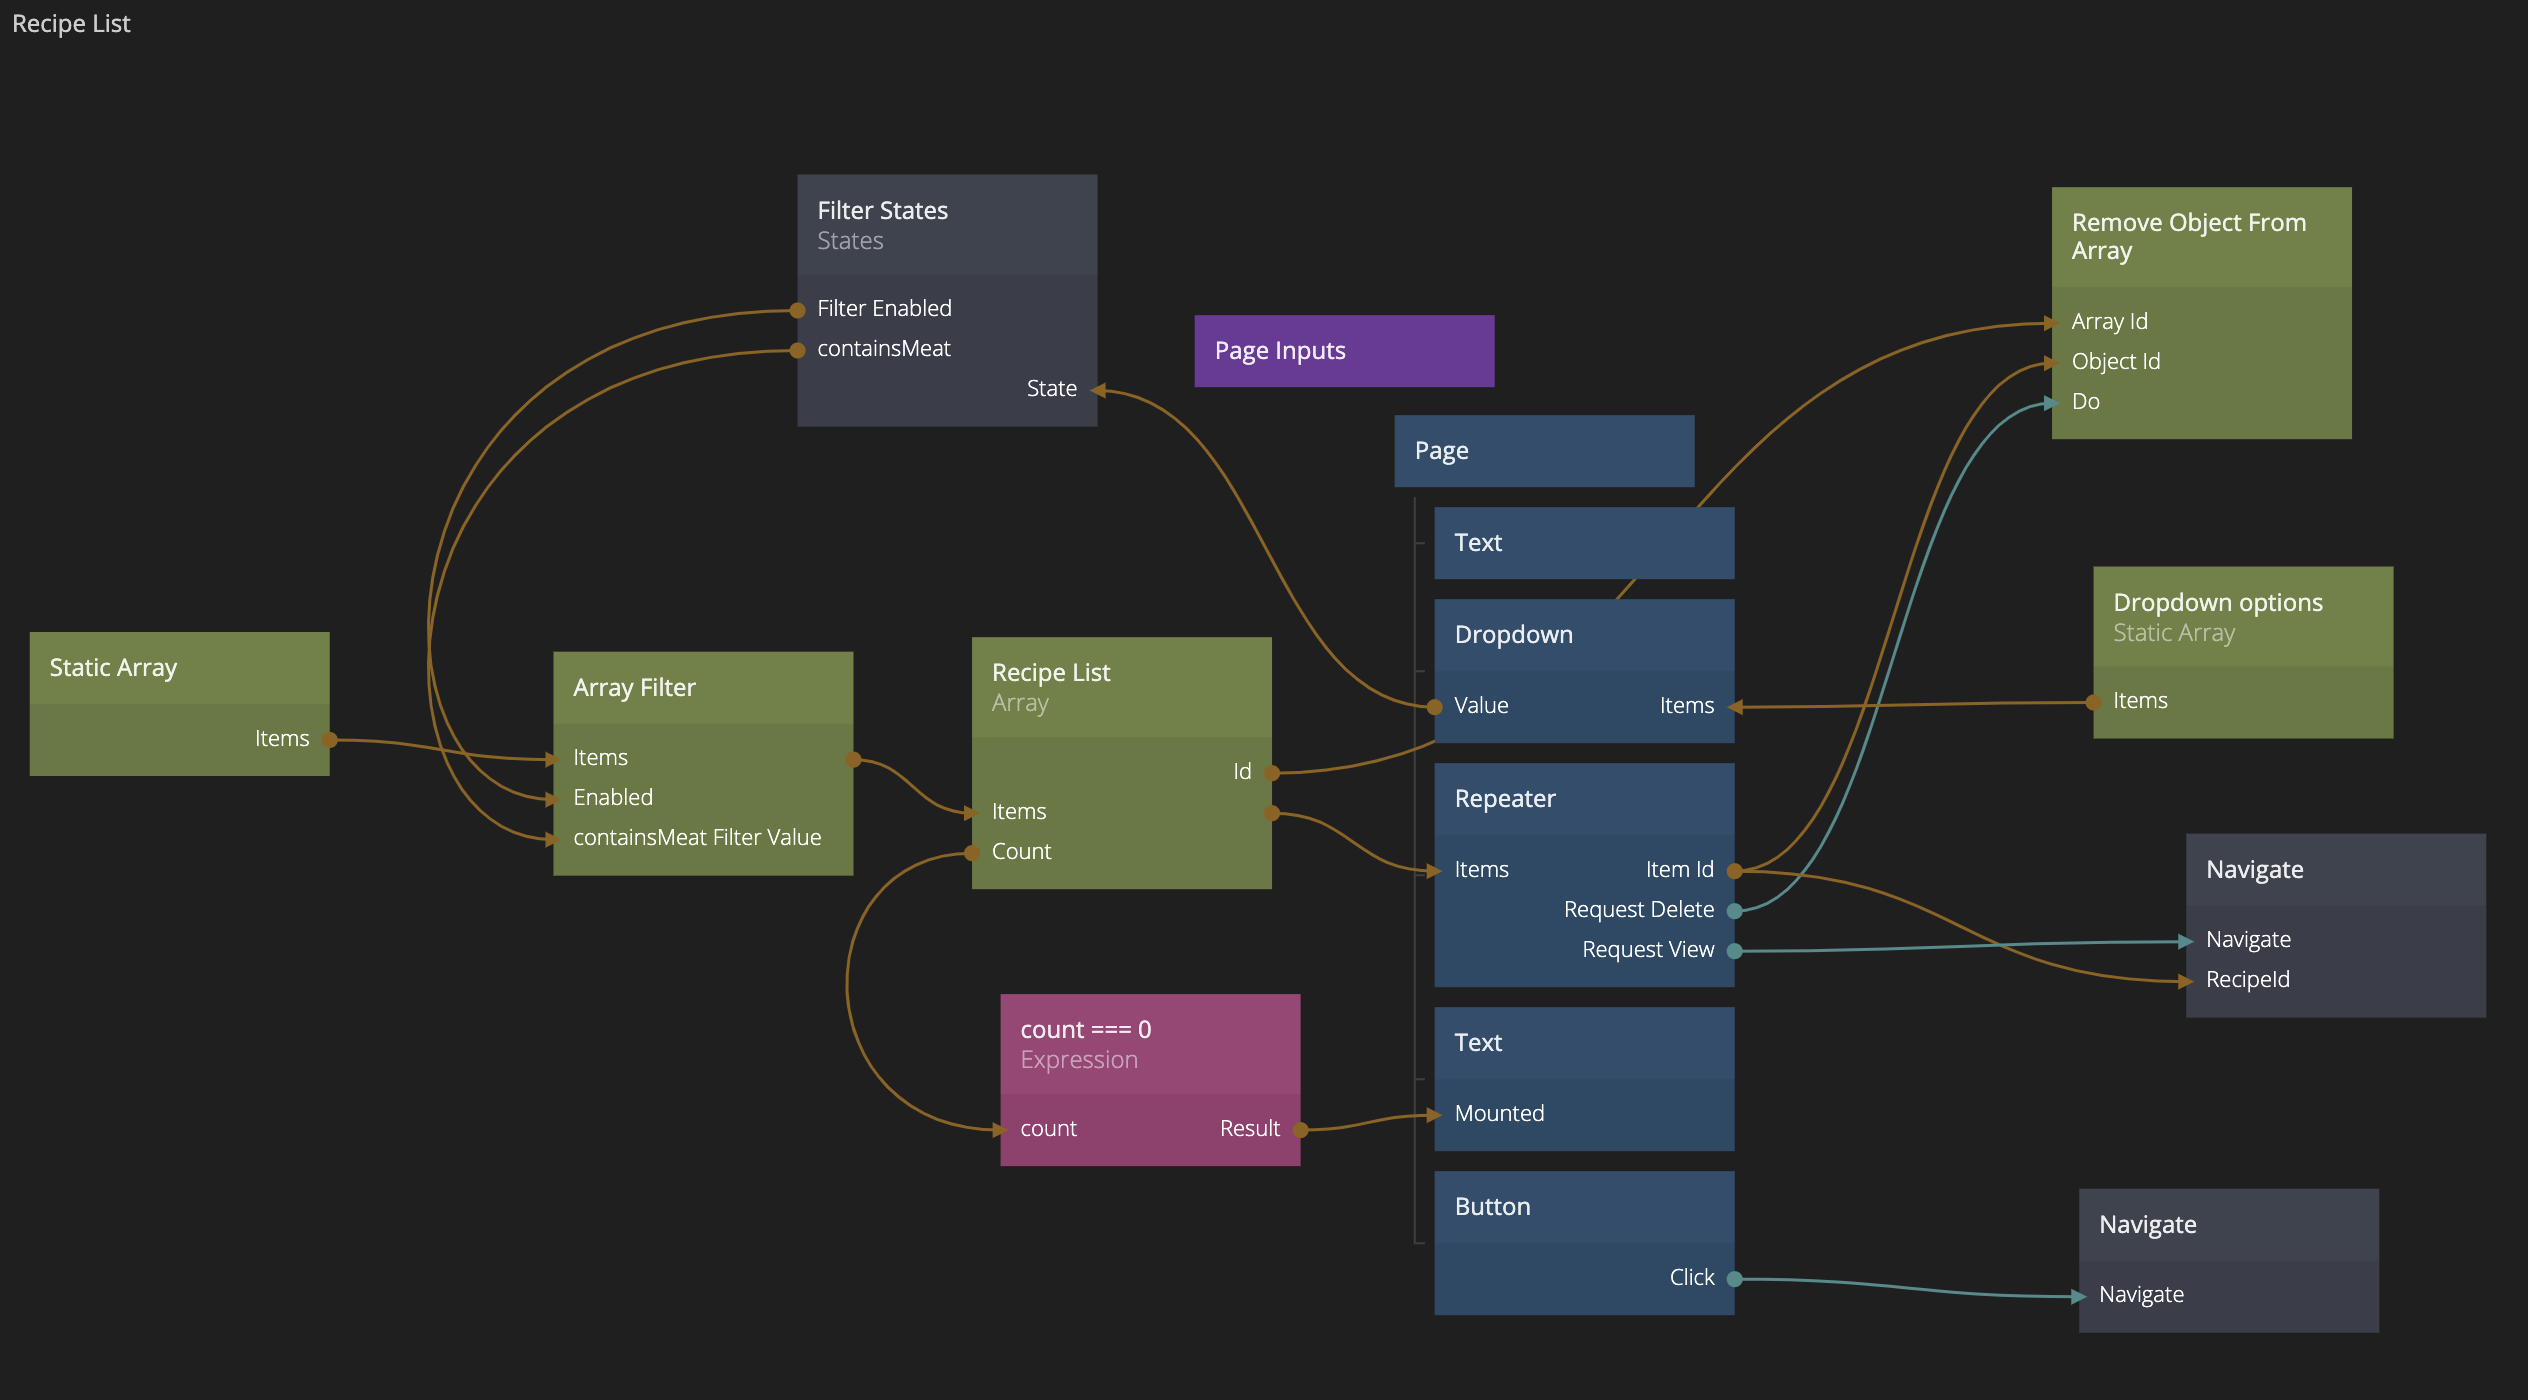 Recipe List
Filter States
States
Filter Enabled
containsMeat
State
Page Inputs
Remove Object From
Array
Array Id
Object Id
Do
Page
Text
Dropdown
Value
Items
Dropdown options
Static Array
Items
Static Array
Items
Array Filter
Items
Enabled
containsMeat Filter Value
Recipe List
Array
Id
Items
Count
Repeater
Items
Item Id
Request Delete
Request View
Navigate
Navigate
RecipeId
count === 0
Expression
count
Result
Text
Mounted
Button
Click
Navigate
Navigate